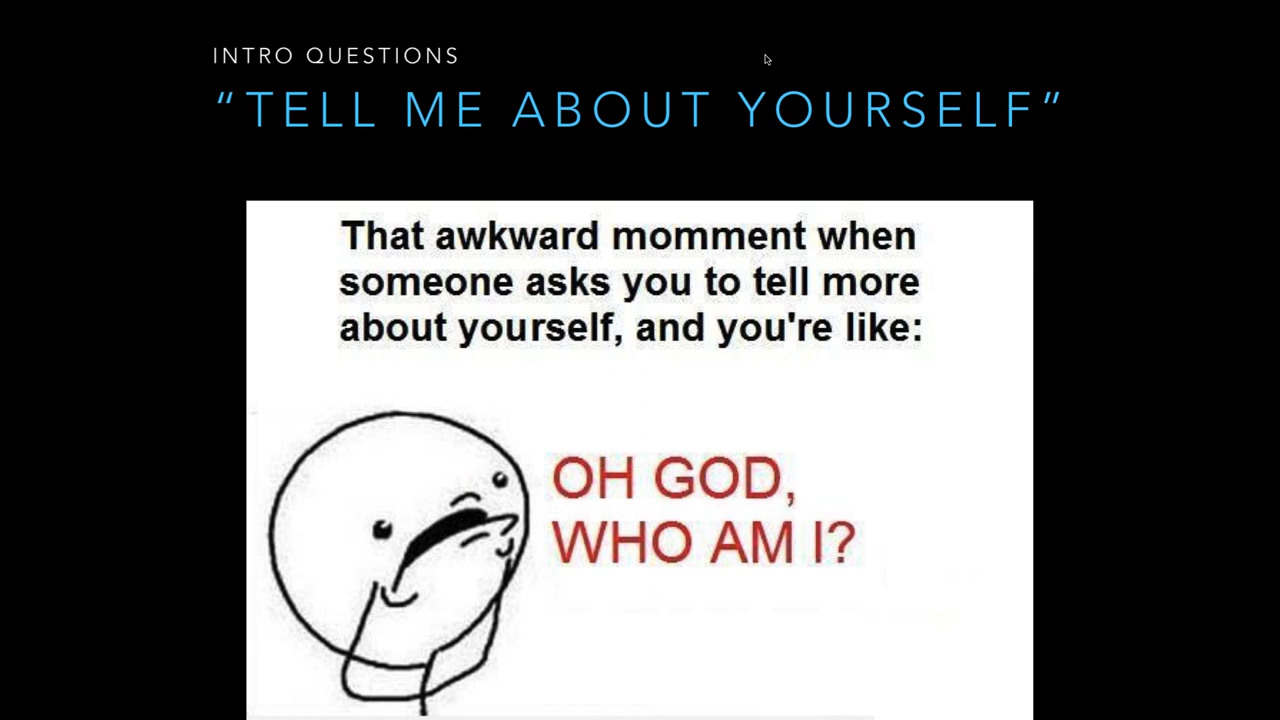 INTRO QUESTIONS
“TELL ME ABOUT YOURSELF”
That awkward momment when
someone asks you to tell more
about yourself, and you're like:
OH GOD,
WHO AM I?